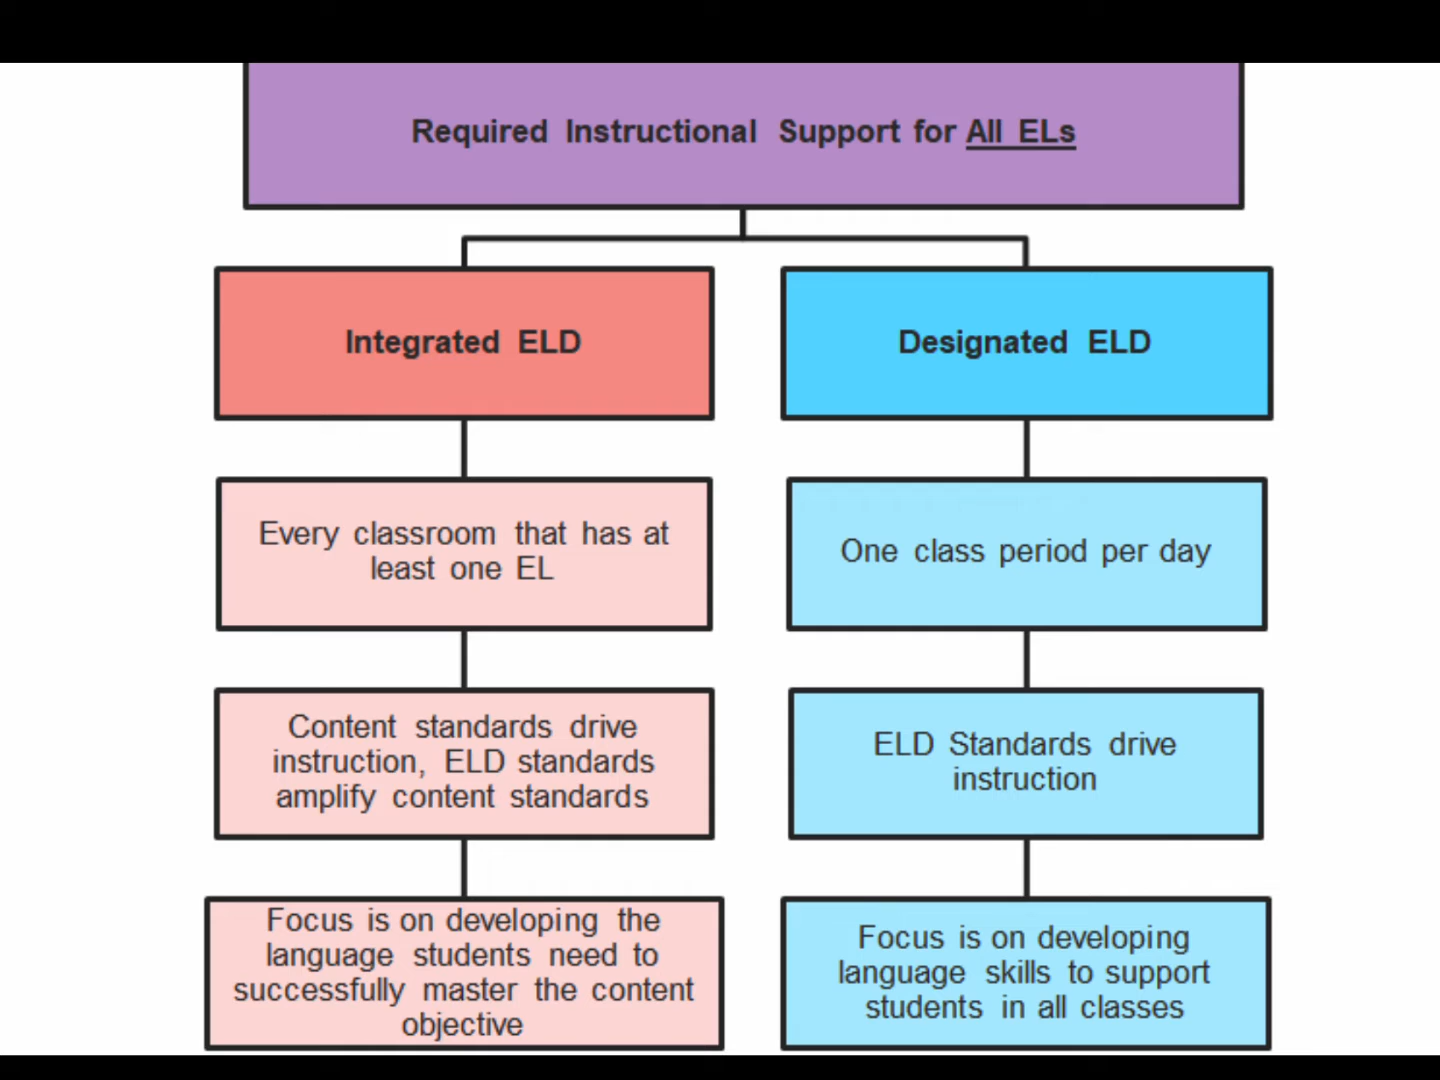 Required Instructional Support for All ELs
Integrated ELD
Designated ELD
Every classroom that has at
least one EL
One class period per day
Content standards drive
instruction, ELD standards
amplify content standards
ELD Standards drive
instruction
Focus is on developing the
language students need to
successfully master the content
objective
Focus is on developing
language skills to support
students in all classes